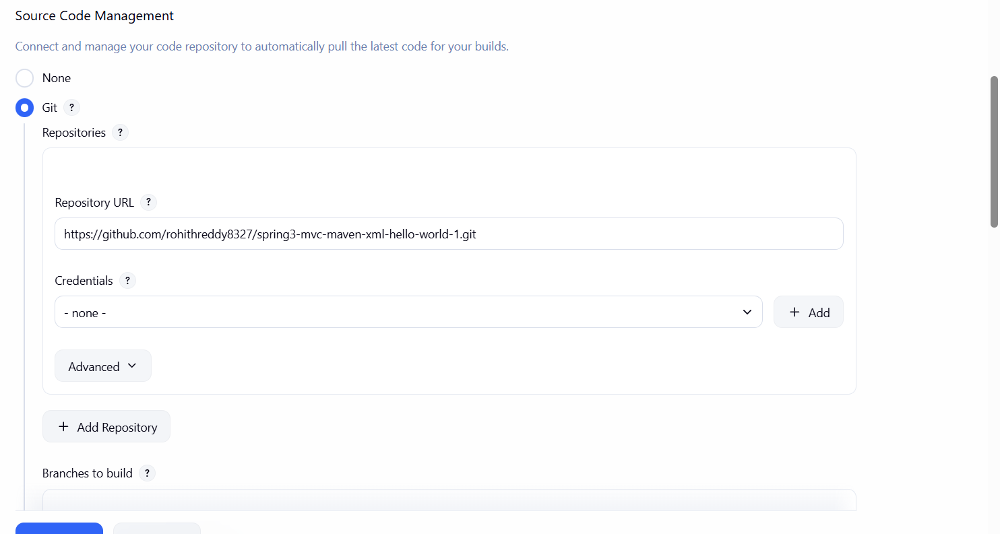 Source Code Management
Connect and manage your code repository to automatically pull the latest code for your builds.
None
Git ?
Repositories ?
Repository URL ?
https://github.com/rohithreddy8327/spring3-mvc-maven-xml-hello-world-1.git
Credentials ?
- none -
+ Add
Advanced
+ Add Repository
Branches to build ?